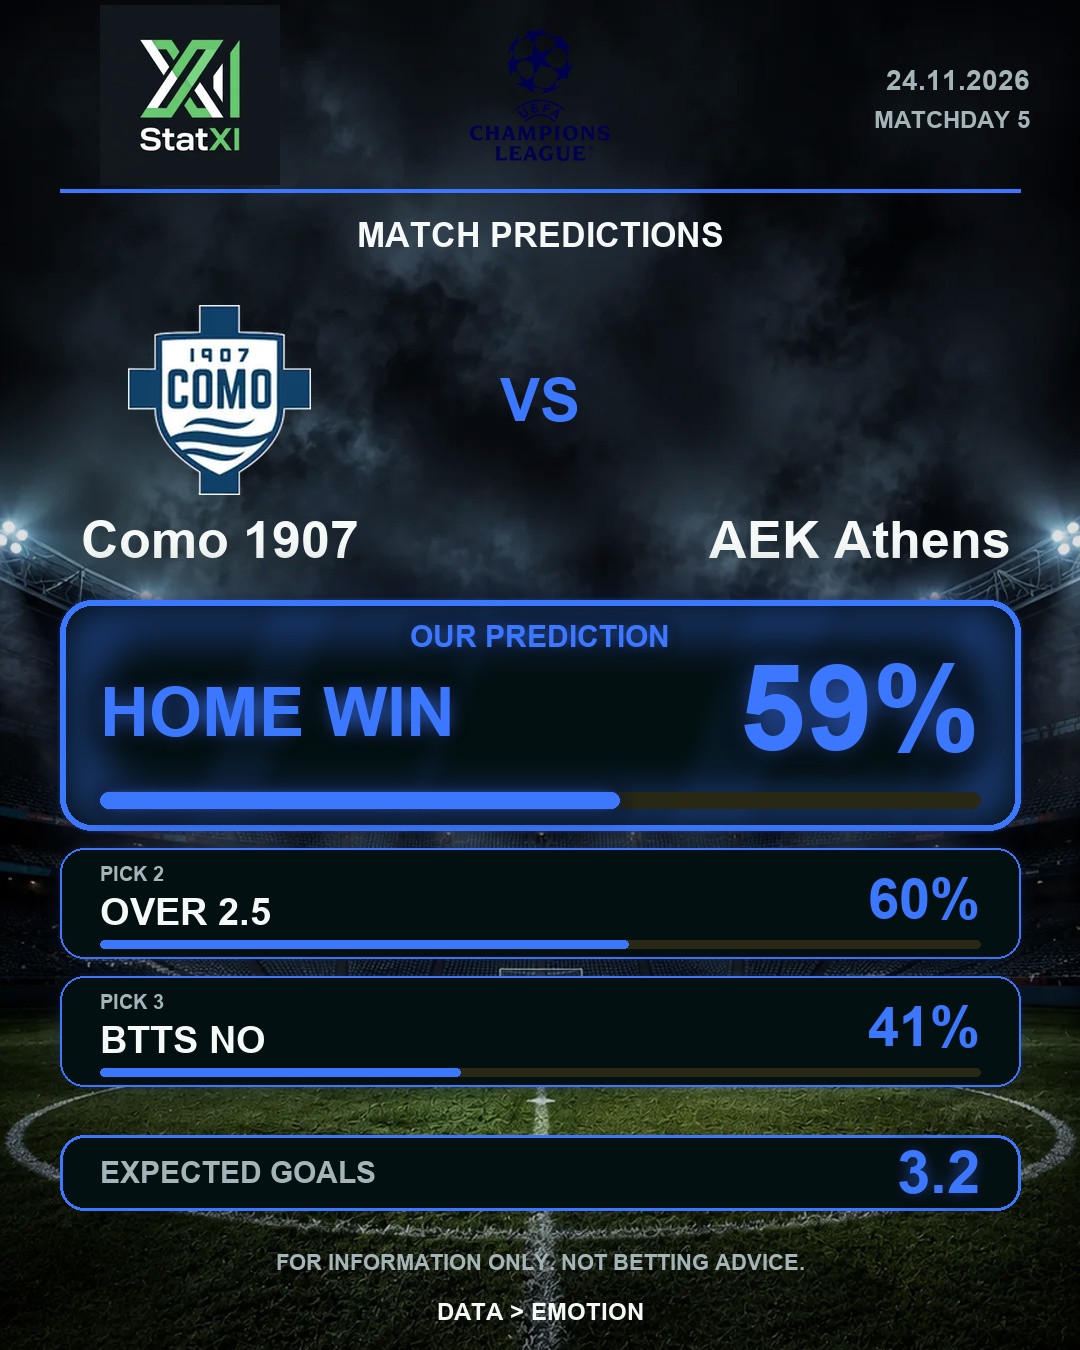 StatXI
UEFA
CHAMPIONS
LEAGUE
24.11.2026
MATCHDAY 5
MATCH PREDICTIONS
1907
COMO
VS
Como 1907
AEK Athens
OUR PREDICTION
HOME WIN
59%
PICK 2
OVER 2.5
60%
PICK 3
BTTS NO
41%
EXPECTED GOALS
3.2
FOR INFORMATION ONLY. NOT BETTING ADVICE.
DATA > EMOTION